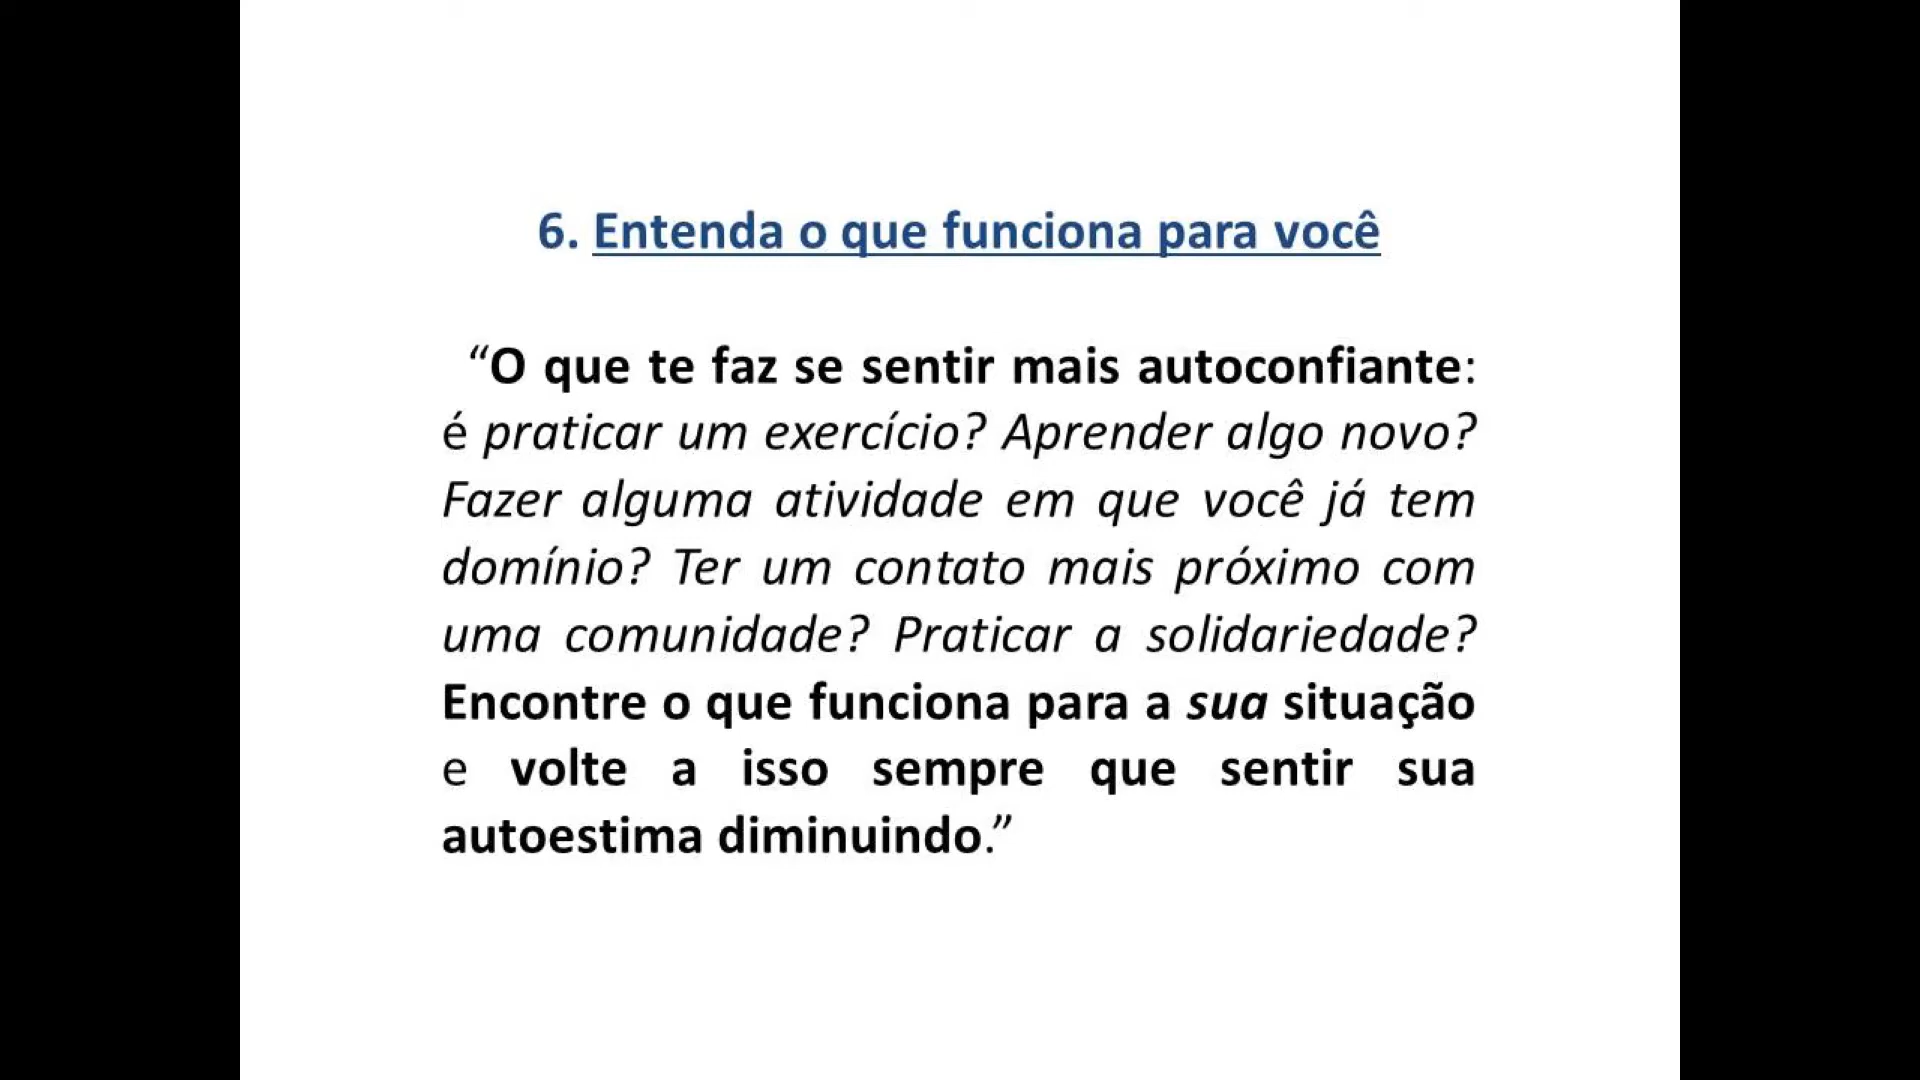 6. Entenda o que funciona para você
“O que te faz se sentir mais autoconfiante:
é praticar um exercício? Aprender algo novo?
Fazer alguma atividade em que você já tem
domínio? Ter um contato mais próximo com
uma comunidade? Praticar a solidariedade?
Encontre o que funciona para a sua situação
e volte a isso sempre que sentir sua
autoestima diminuindo.”